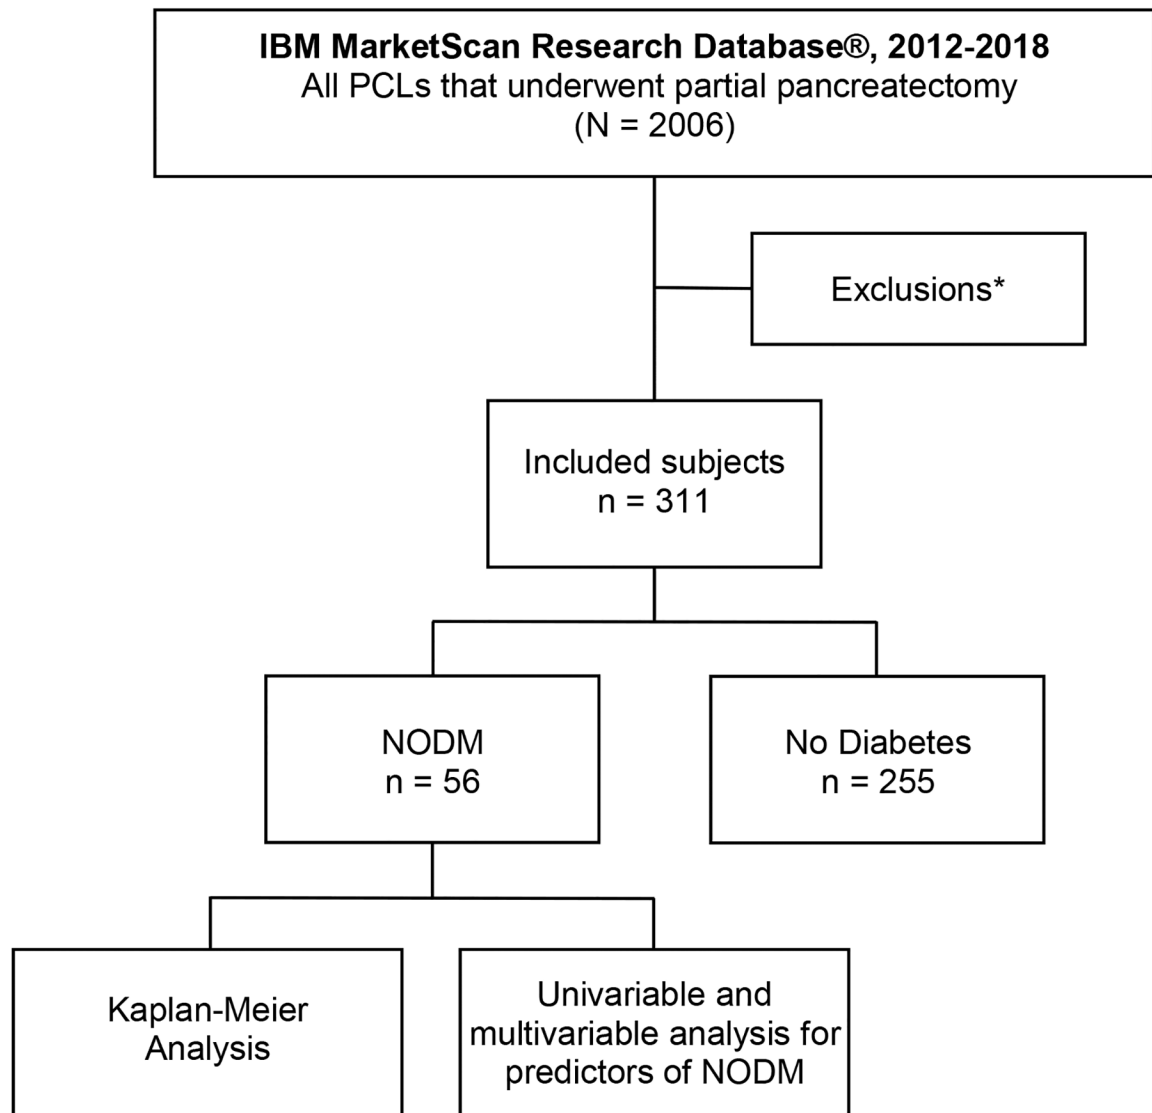 IBM MarketScan Research Database®, 2012-2018
All PCLs that underwent partial pancreatectomy
(N = 2006)
Exclusions*
Included subjects
n = 311
NODM
n = 56
No Diabetes
n = 255
Kaplan-Meier
Analysis
Univariable and
multivariable analysis for
predictors of NODM